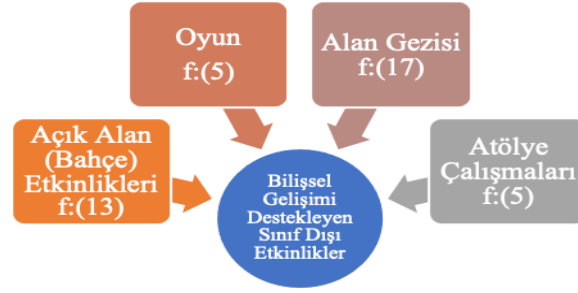 Oyun
f:(5)
Alan Gezisi
f:(17)
Açık Alan
(Bahçe)
Etkinlikleri
f:(13)
Atölye
Çalışmaları
f:(5)
Bilişsel
Gelişimi
Destekleyen
Sınıf Dışı
Etkinlikler